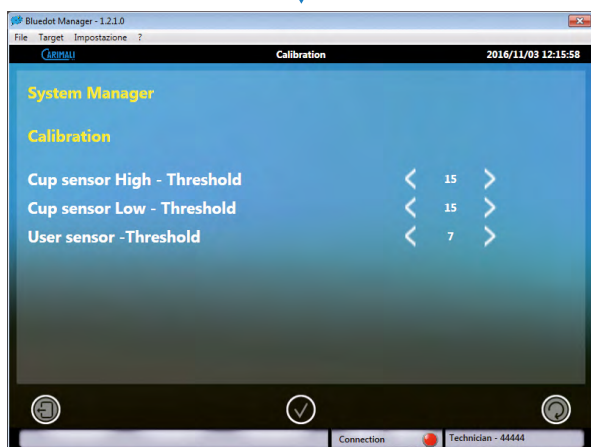 Bluedot Manager - 1.2.1.0
File Target Impostazione ?
CARIMALI Calibration 2016/11/03 12:15:58
System Manager
Calibration
Cup sensor High - Threshold 15
Cup sensor Low - Threshold 15
User sensor -Threshold 7
Connection Technician - 44444